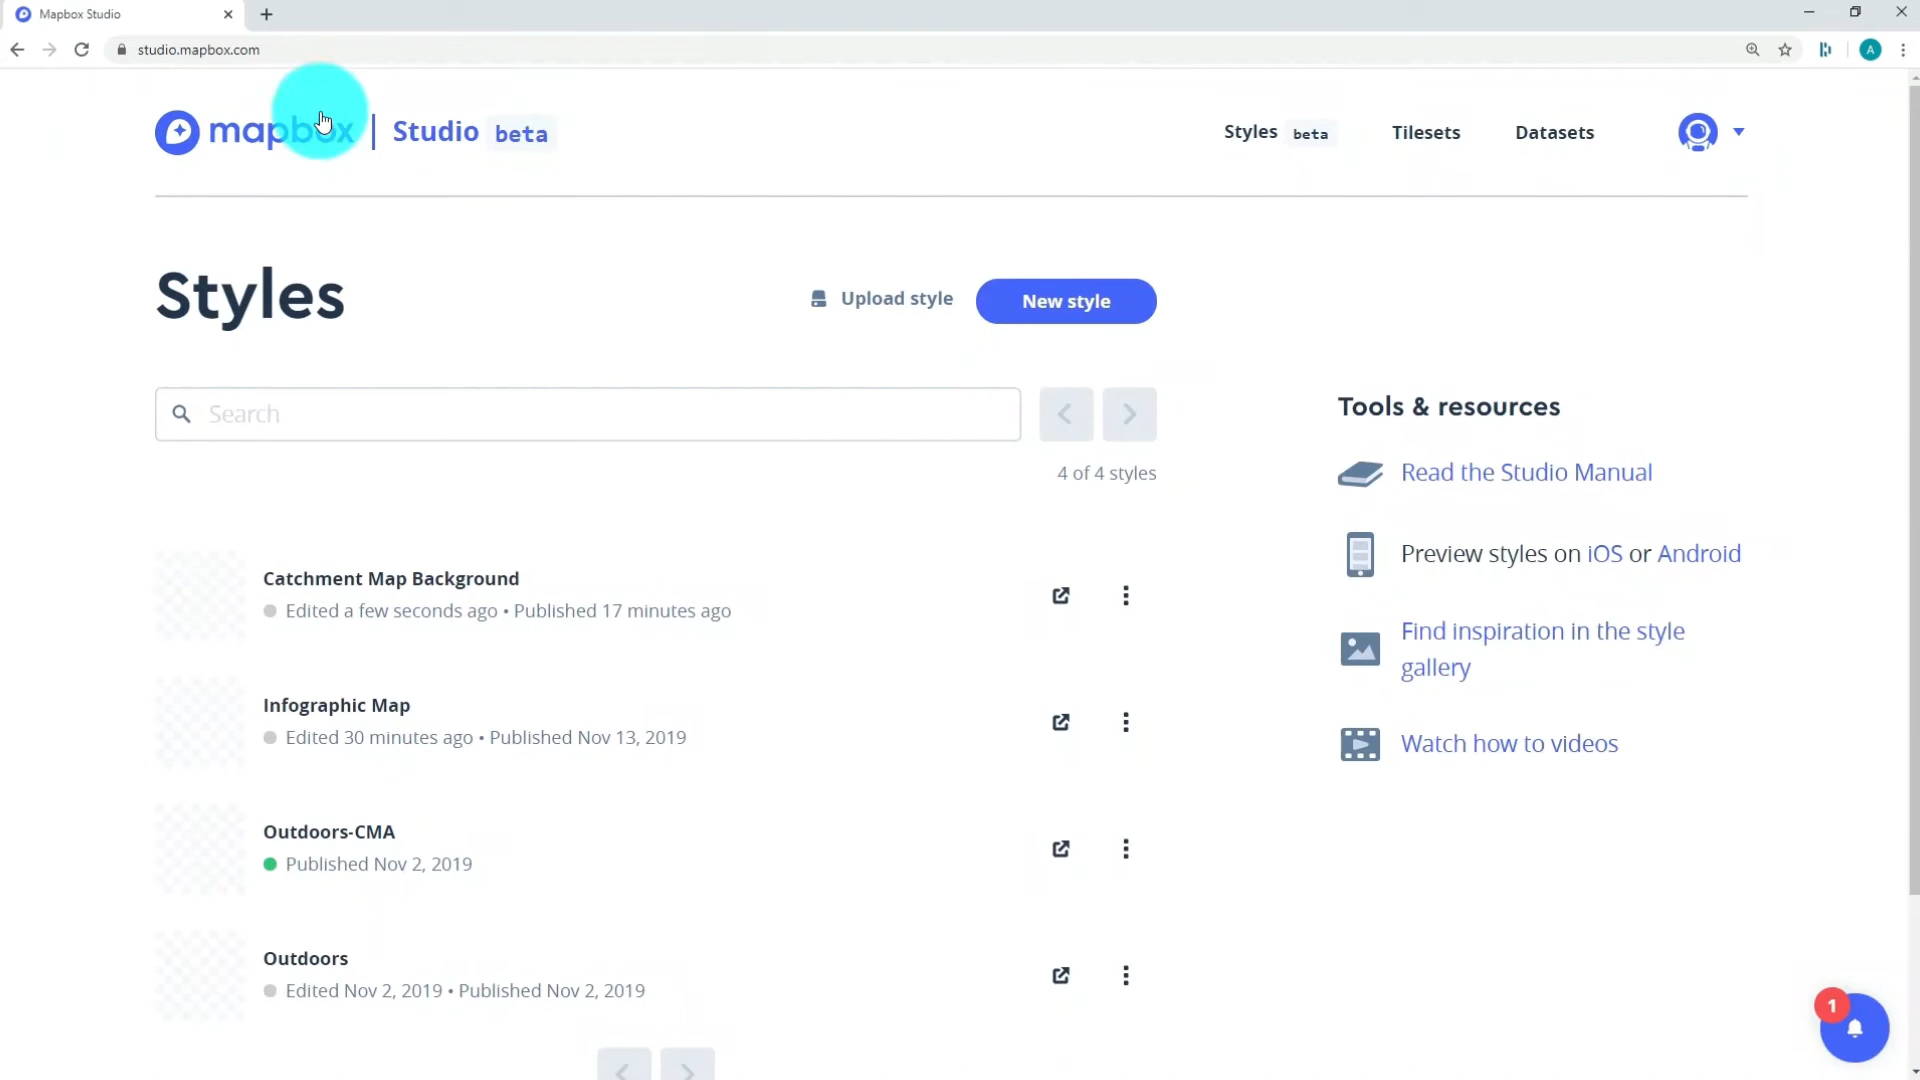 Mapbox Studio
studio.mapbox.com
A
mapbox | Studio beta
Styles beta
Tilesets
Datasets
Styles
Upload style
New style
Search
4 of 4 styles
Tools & resources
Read the Studio Manual
Preview styles on iOS or Android
Find inspiration in the style
gallery
Watch how to videos
Catchment Map Background
Edited a few seconds ago • Published 17 minutes ago
Infographic Map
Edited 30 minutes ago • Published Nov 13, 2019
Outdoors-CMA
Published Nov 2, 2019
Outdoors
Edited Nov 2, 2019 • Published Nov 2, 2019
1